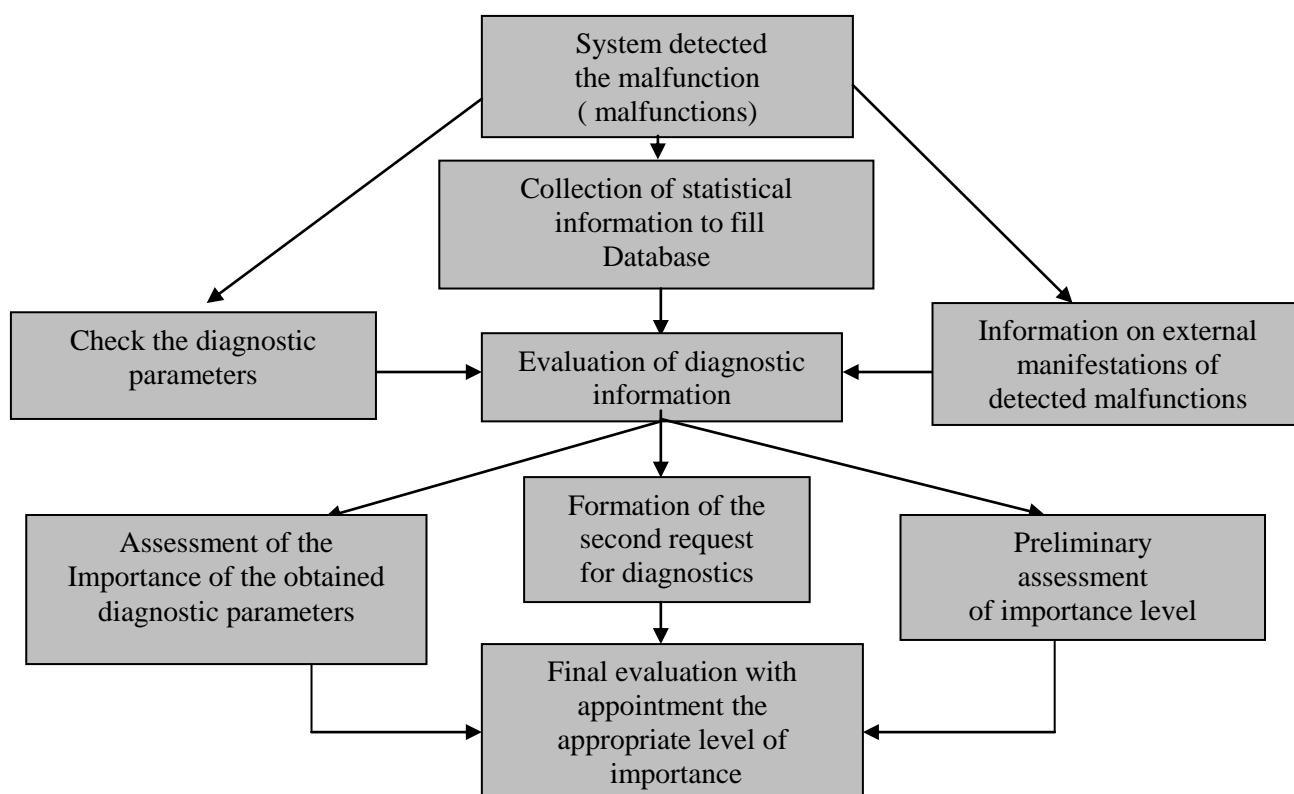 System detected
the malfunction
( malfunctions)
Collection of statistical
information to fill
Database
Check the diagnostic
parameters
Evaluation of diagnostic
information
Information on external
manifestations of
detected malfunctions
Assessment of the
Importance of the obtained
diagnostic parameters
Formation of the
second request
for diagnostics
Preliminary
assessment
of importance level
Final evaluation with
appointment the
appropriate level of
importance